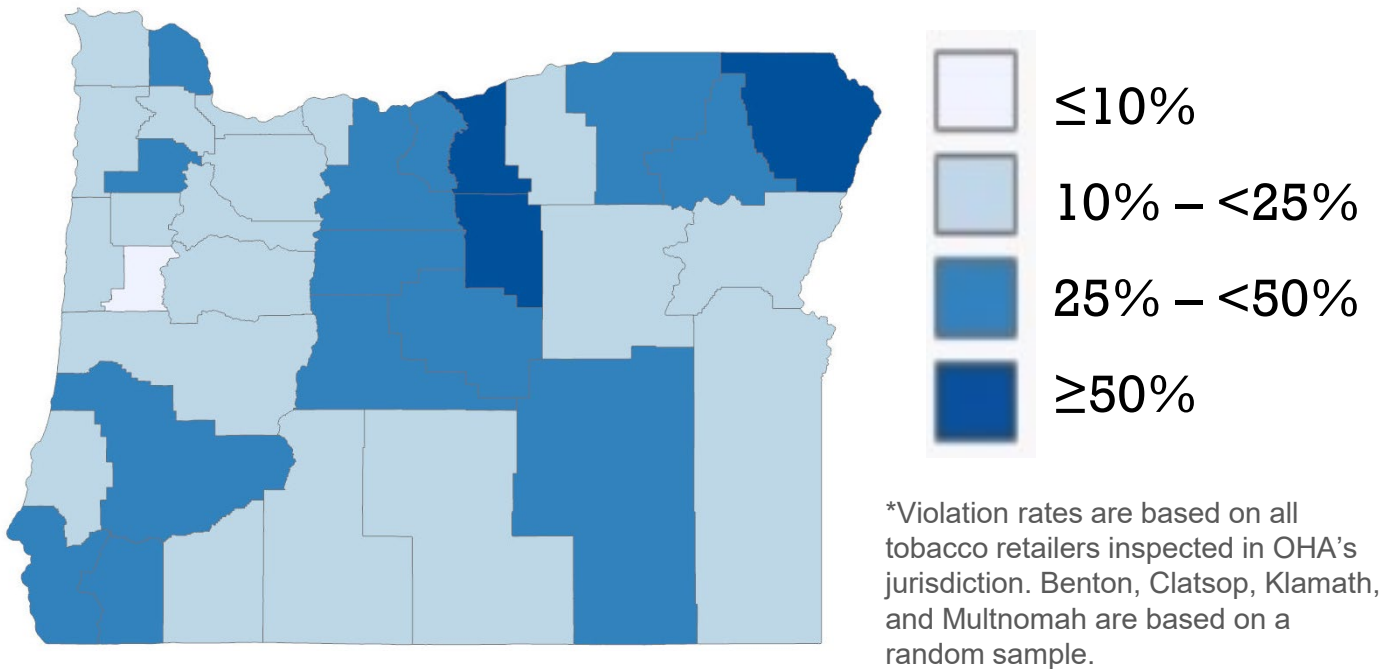 ≤10%
10% – <25%
25% – <50%
≥50%
*Violation rates are based on all
tobacco retailers inspected in OHA’s
jurisdiction. Benton, Clatsop, Klamath,
and Multnomah are based on a
random sample.